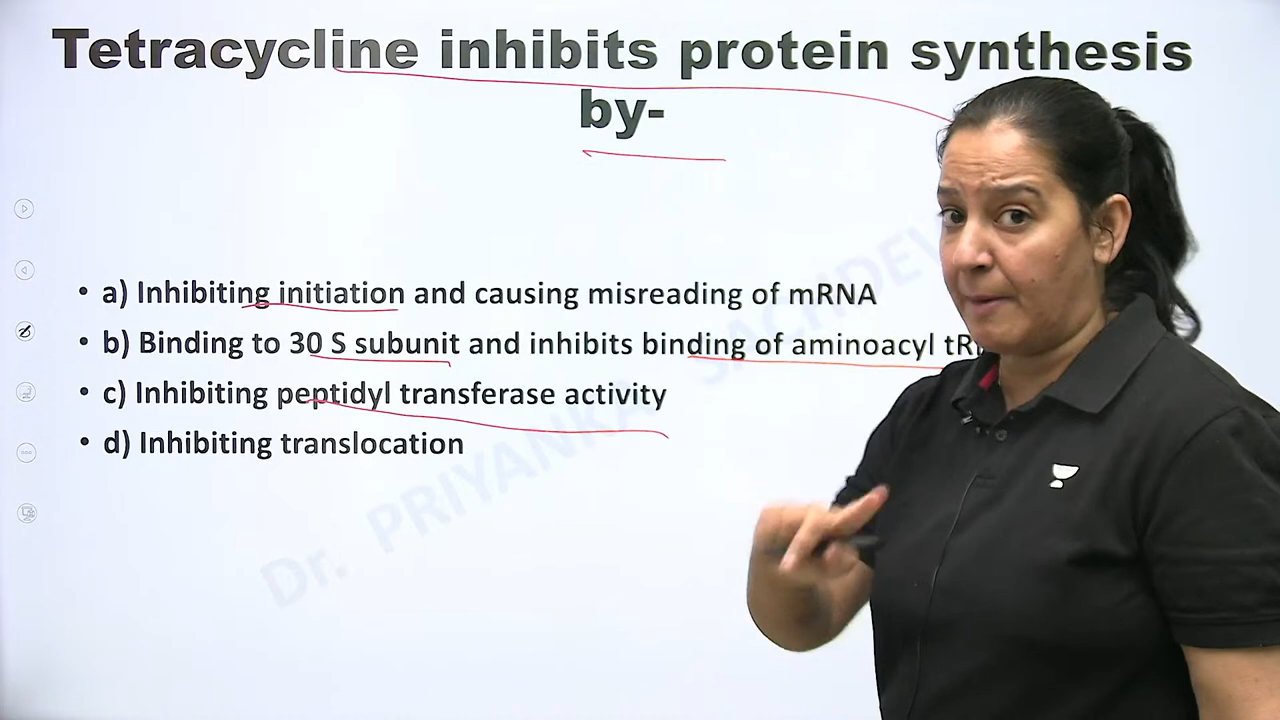 Tetracycline inhibits protein synthesis
by-
• a) Inhibiting initiation and causing misreading of mRNA
• b) Binding to 30 S subunit and inhibits binding of aminoacyl
• c) Inhibiting peptidyl transferase activity
• d) Inhibiting translocation
Dr. PRIYANKA SACHDEV